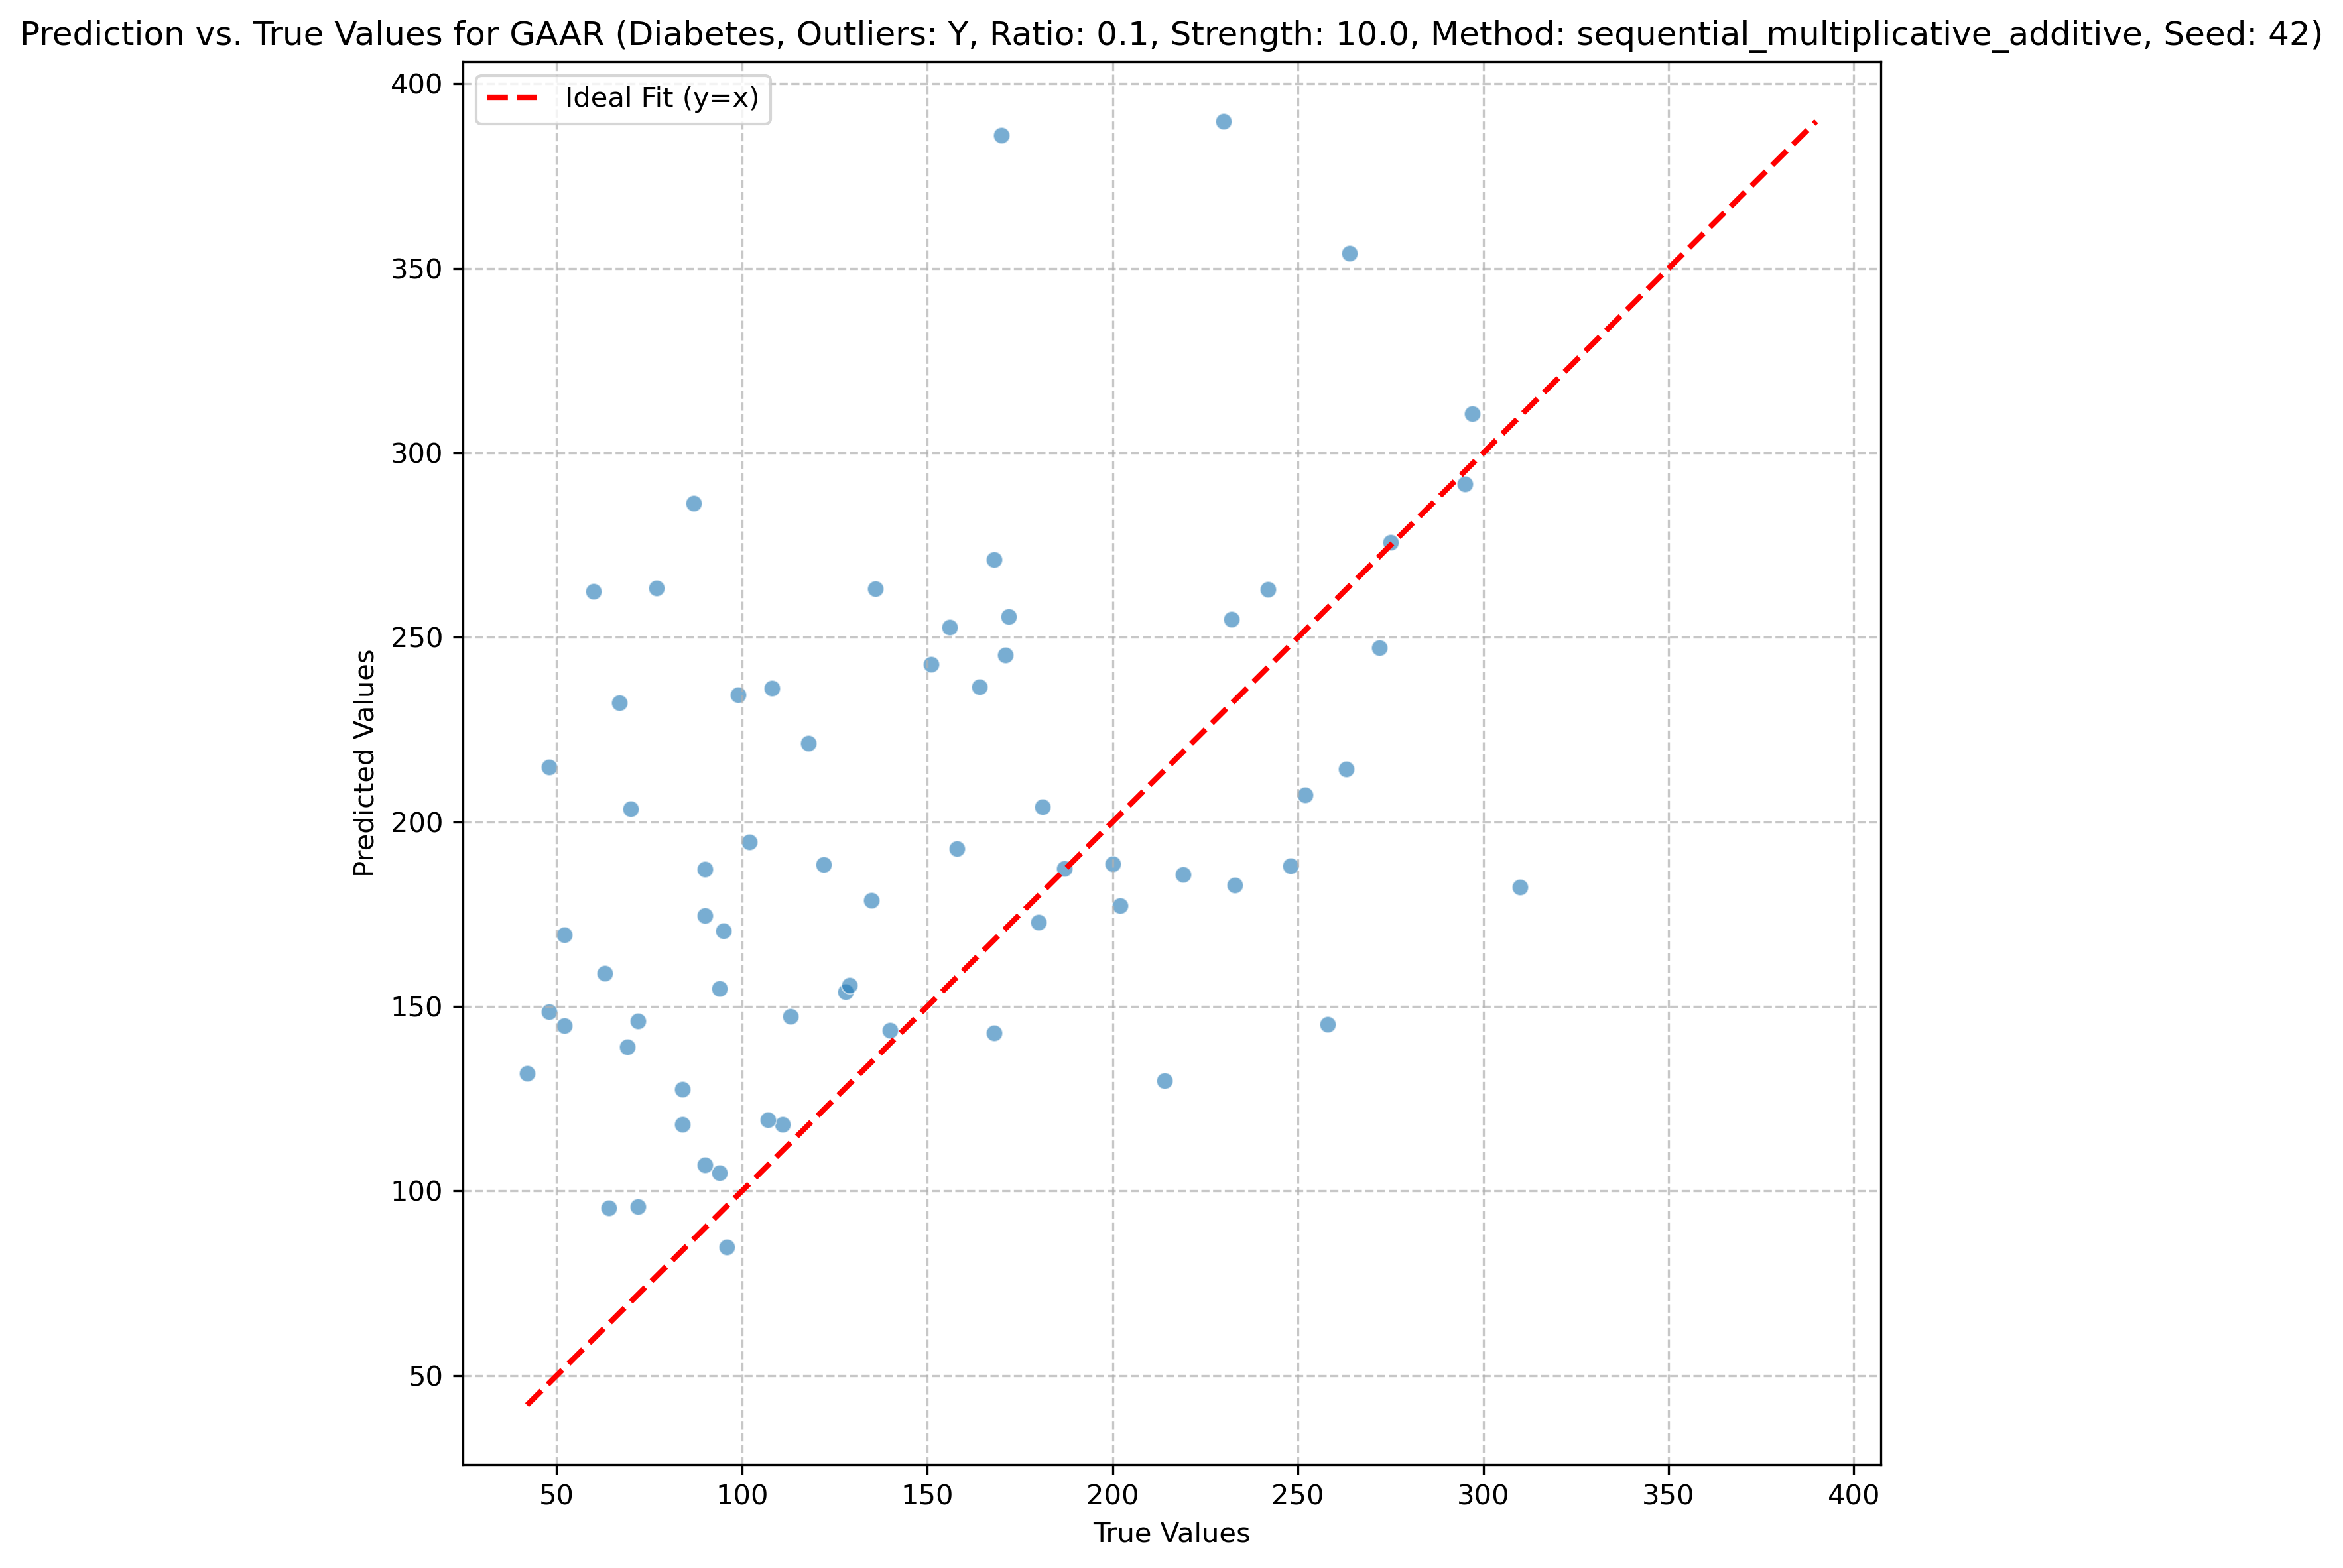 Prediction vs. True Values for GAAR (Diabetes, Outliers: Y, Ratio: 0.1, Strength: 10.0, Method: sequential_multiplicative_additive, Seed: 42)
Ideal Fit (y=x)
400
350
300
250
200
150
100
50
Predicted Values
50 100 150 200 250 300 350 400
True Values